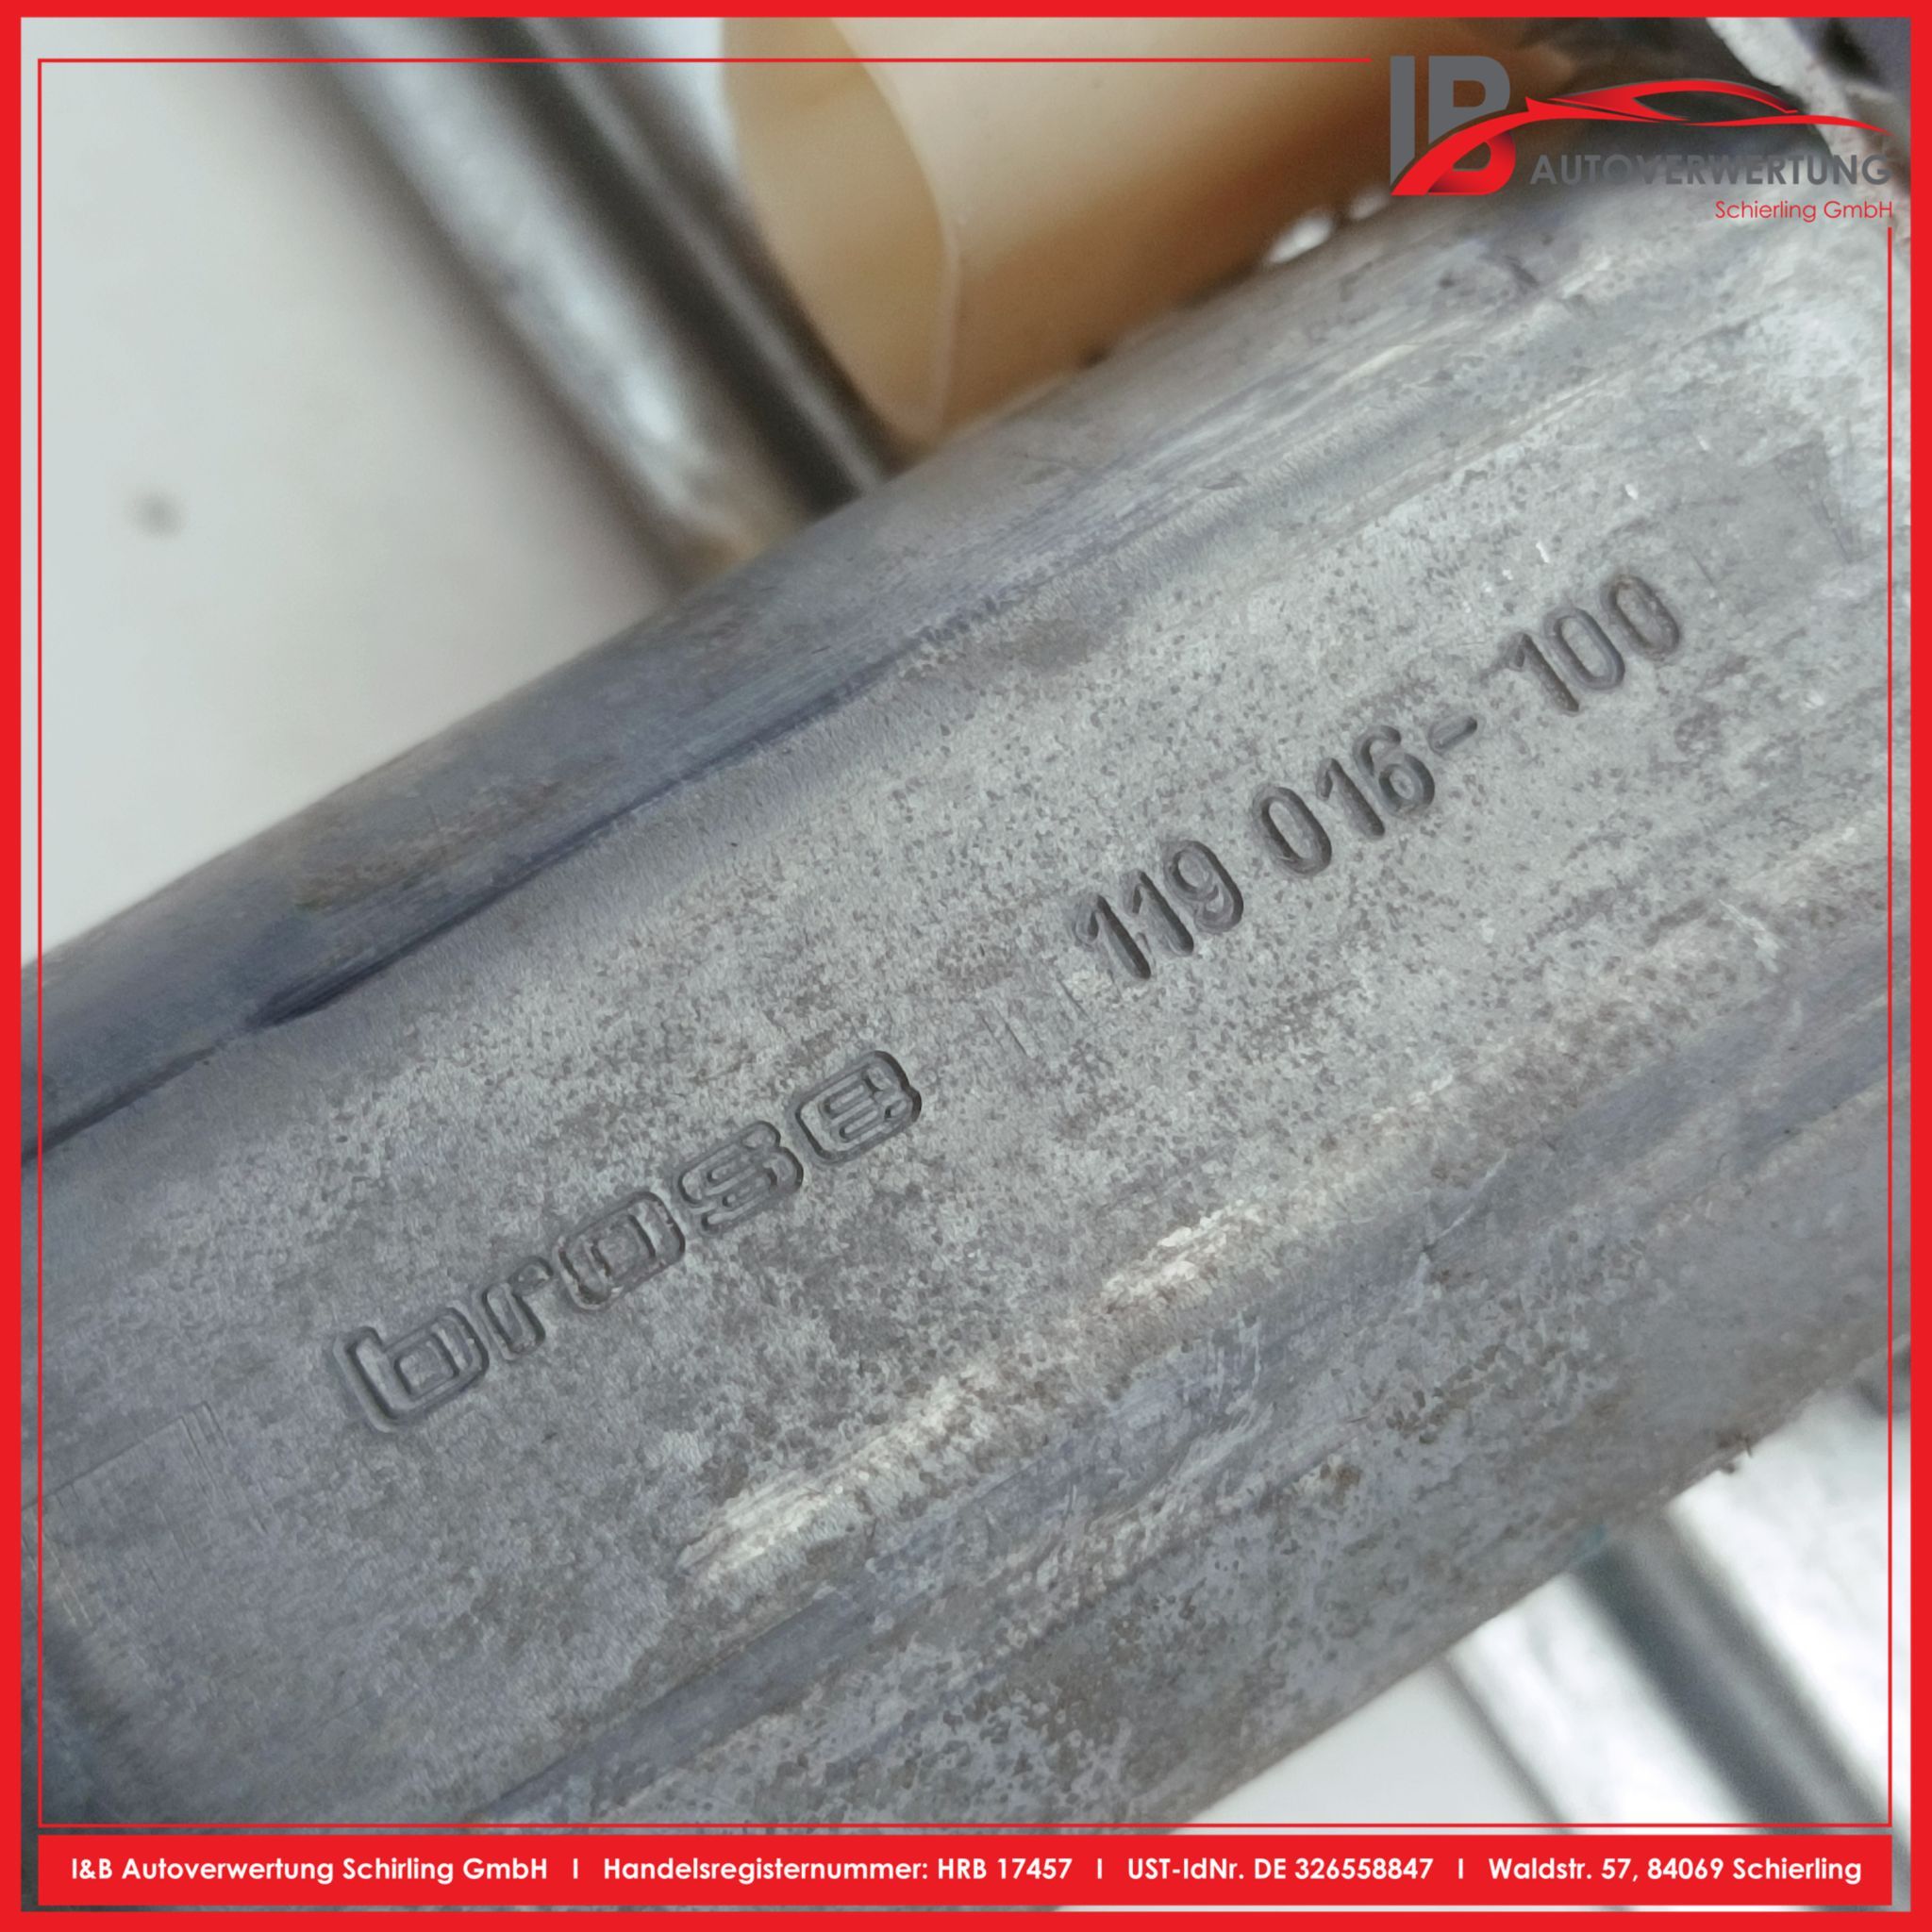 IB
AUTOVERWERTUNG
Schierling GmbH
119 016-100
brose
I&B Autoverwertung Schirling GmbH I Handelsregisternummer: HRB 17457 I UST-IdNr. DE 326558847 I Waldstr. 57, 84069 Schierling